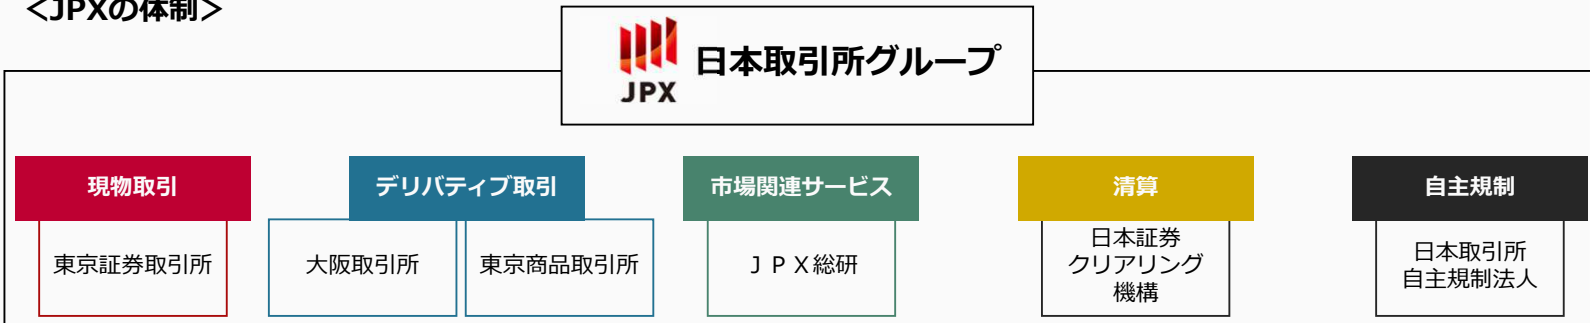 ＜JPXの体制＞
JPX
日本取引所グループ
現物取引
東京証券取引所
デリバティブ取引
大阪取引所
東京商品取引所
市場関連サービス
ＪＰＸ総研
清算
日本証券
クリアリング
機構
自主規制
日本取引所
自主規制法人